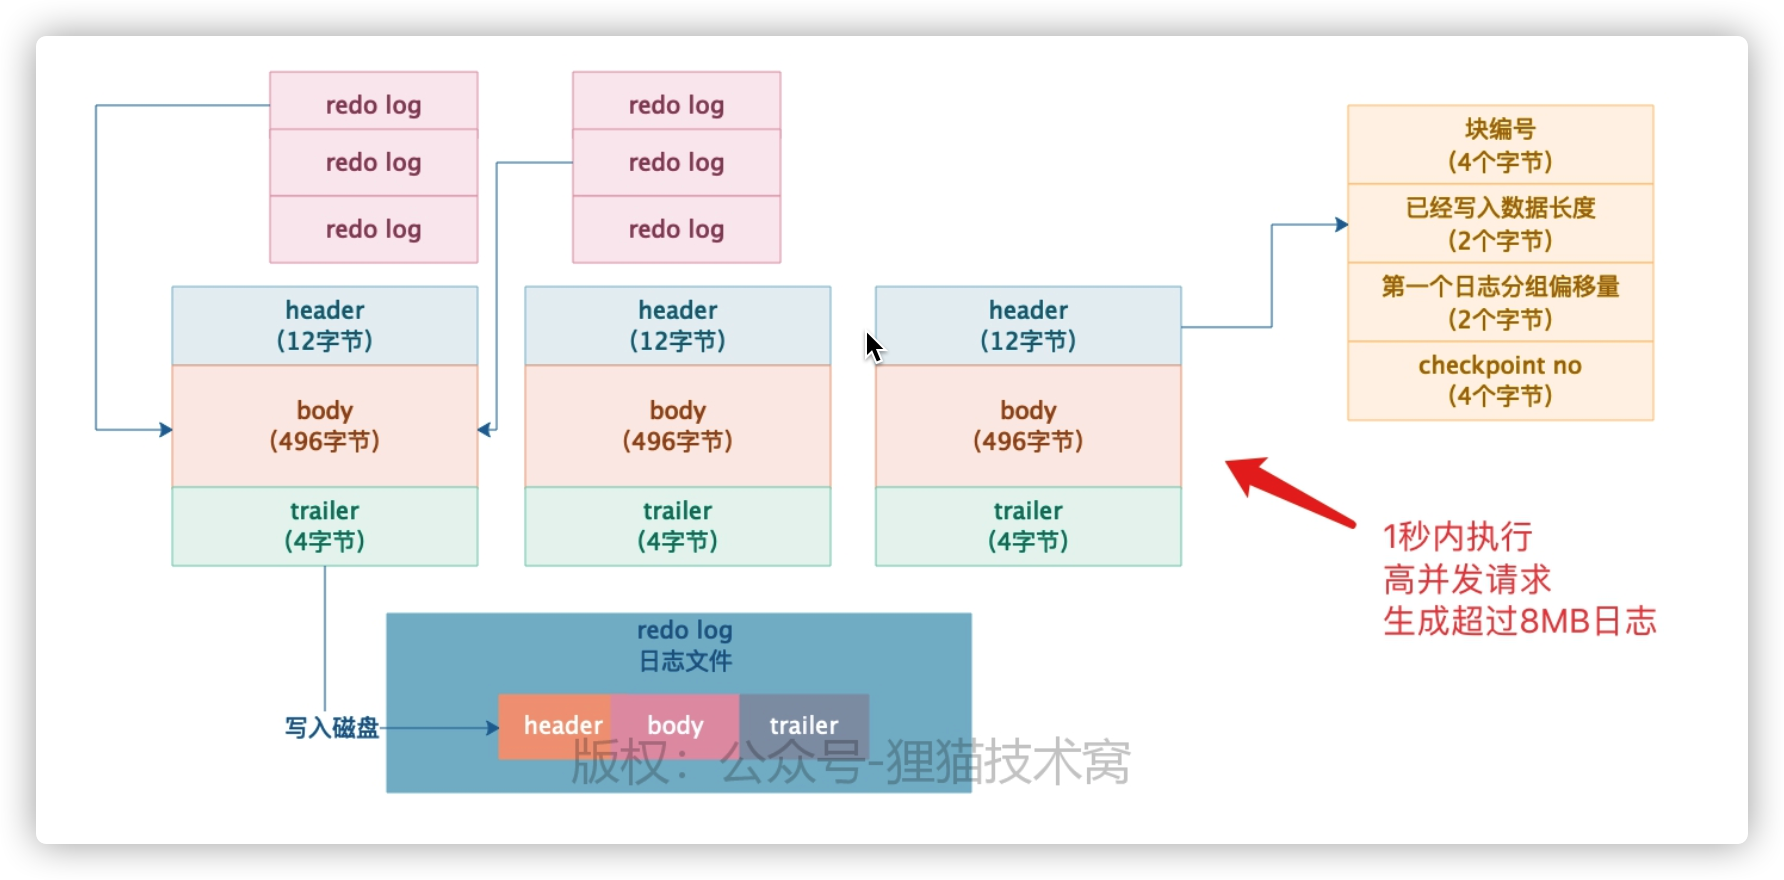 redo log
redo log
redo log
redo log
redo log
redo log
header
(12字节)
body
(496字节)
trailer
(4字节)
header
(12字节)
body
(496字节)
trailer
(4字节)
header
(12字节)
body
(496字节)
trailer
(4字节)
块编号
(4个字节)
已经写入数据长度
(2个字节)
第一个日志分组偏移量
(2个字节)
checkpoint no
(4个字节)
1秒内执行
高并发请求
生成超过8MB日志
写入磁盘
redo log
日志文件
header
body
trailer
版权：公众号-狸猫技术窝